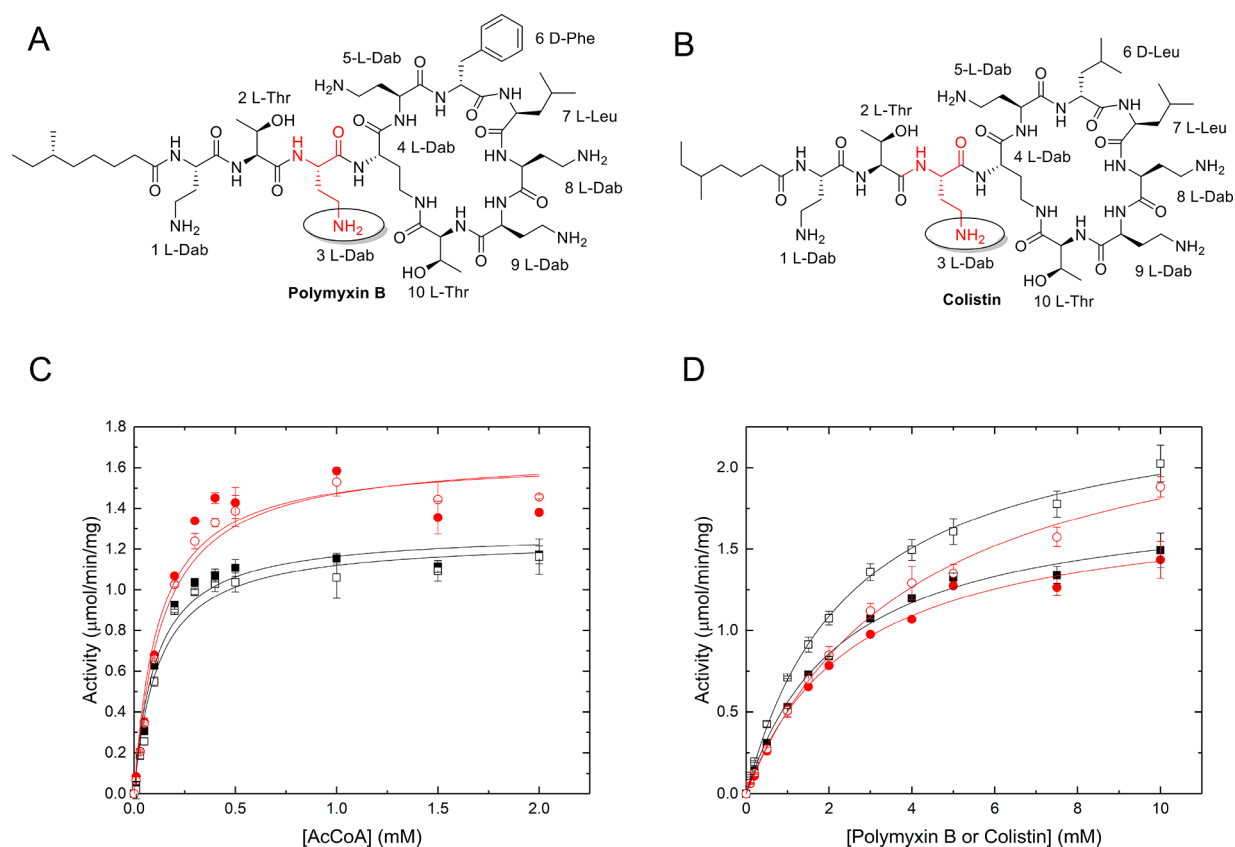 A
B
6 D-Phe
5-L-Dab
O
H
N
H2N
NH
HN
O
O
2 L-Thr
OH
7 L-Leu
4 L-Dab
NH2
8 L-Dab
NH2
1 L-Dab
NH2
3 L-Dab
NH2
9 L-Dab
HO
10 L-Thr
Polymyxin B
6 D-Leu
5-L-Dab
O
H
N
H2N
NH
HN
O
O
2 L-Thr
OH
7 L-Leu
4 L-Dab
NH2
8 L-Dab
NH2
1 L-Dab
NH2
3 L-Dab
NH2
9 L-Dab
HO
10 L-Thr
Colistin
C
D
1.8
1.6
1.4
1.2
1.0
0.8
0.6
0.4
0.2
0.0
Activity (μmol/min/mg)
0.0 0.5 1.0 1.5 2.0
[AcCoA] (mM)
2.0
1.5
1.0
0.5
0.0
Activity (μmol/min/mg)
0 2 4 6 8 10
[Polymyxin B or Colistin] (mM)